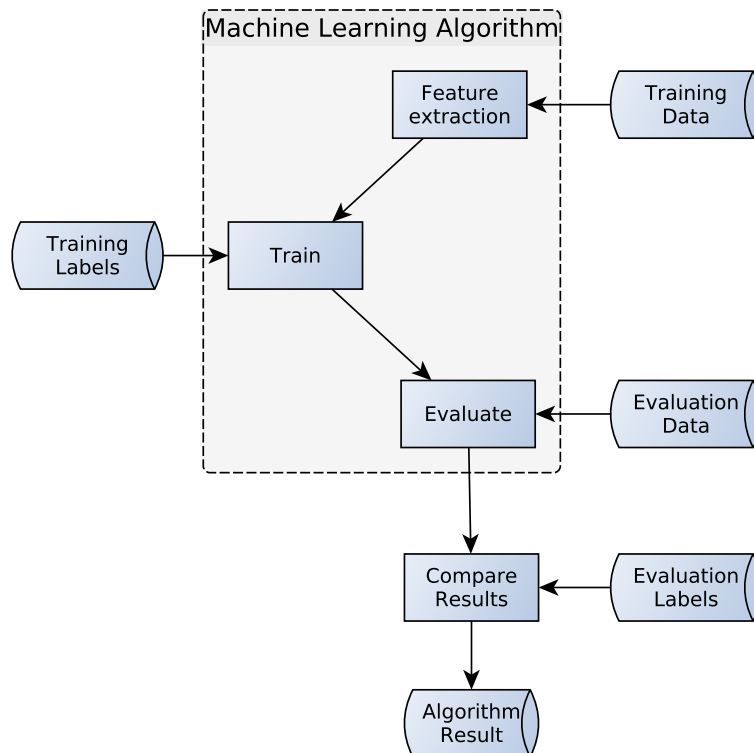 Machine Learning Algorithm
Feature
extraction
Training
Data
Training
Labels
Train
Evaluate
Evaluation
Data
Compare
Results
Evaluation
Labels
Algorithm
Result